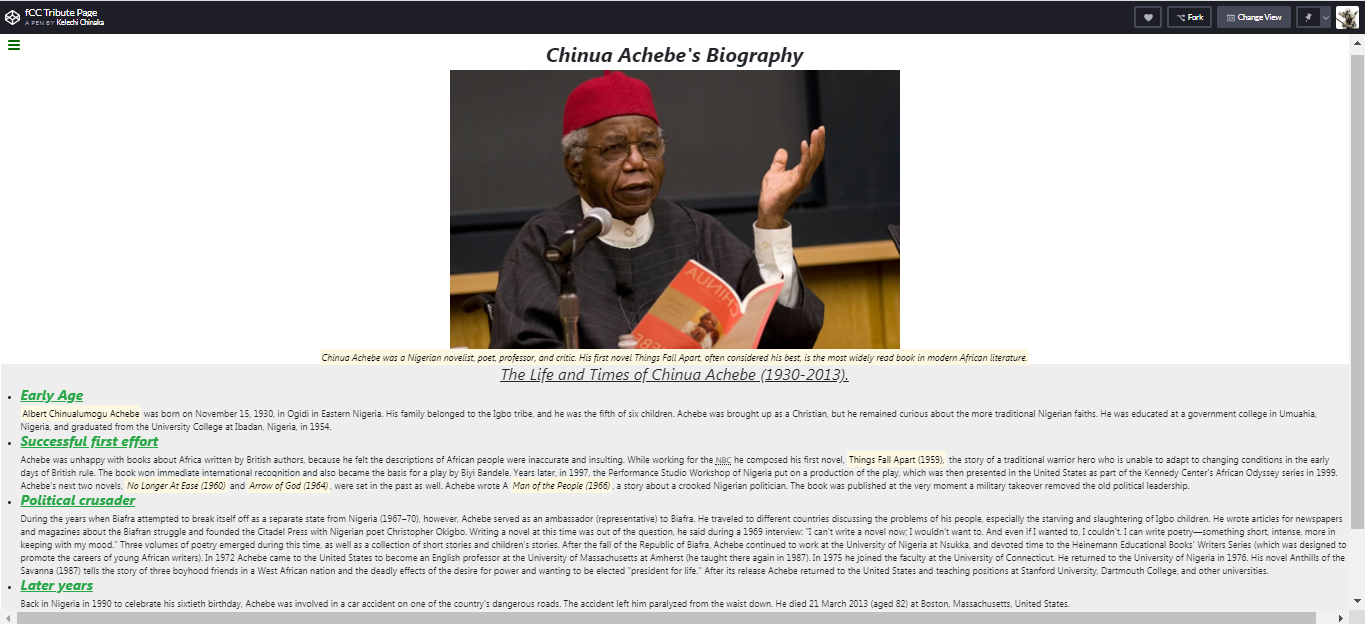 fCC Tribute Page
A PEN BY Kelechi Chinaka
Fork
Change View
Chinua Achebe's Biography
CHINUA
ACHEBE
Chinua Achebe was a Nigerian novelist, poet, professor, and critic. His first novel Things Fall Apart, often considered his best, is the most widely read book in modern African literature.
The Life and Times of Chinua Achebe (1930-2013).
Early Age
Albert Chinualumogu Achebe was born on November 15, 1930, in Ogidi in Eastern Nigeria. His family belonged to the Igbo tribe, and he was the fifth of six children. Achebe was brought up as a Christian, but he remained curious about the more traditional Nigerian faiths. He was educated at a government college in Umuahia,
Nigeria, and graduated from the University College at Ibadan, Nigeria, in 1954.
Successful first effort
Achebe was unhappy with books about Africa written by British authors, because he felt the descriptions of African people were inaccurate and insulting. While working for the NBC he composed his first novel, Things Fall Apart (1959), the story of a traditional warrior hero who is unable to adapt to changing conditions in the early
days of British rule. The book won immediate international recognition and also became the basis for a play by Biyi Bandele. Years later, in 1997, the Performance Studio Workshop of Nigeria put on a production of the play, which was then presented in the United States as part of the Kennedy Center's African Odyssey series in 1999.
Achebe's next two novels, No Longer At Ease (1960) and Arrow of God (1964), were set in the past as well. Achebe wrote A Man of the People (1966), a story about a crooked Nigerian politician. The book was published at the very moment a military takeover removed the old political leadership.
Political crusader
During the years when Biafra attempted to break itself off as a separate state from Nigeria (1967–70), however, Achebe served as an ambassador (representative) to Biafra. He traveled to different countries discussing the problems of his people, especially the starving and slaughtering of Igbo children. He wrote articles for newspapers
and magazines about the Biafran struggle and founded the Citadel Press with Nigerian poet Christopher Okigbo. Writing a novel at this time was out of the question, he said during a 1969 interview: "I can't write a novel now; I wouldn't want to. And even if I wanted to, I couldn't. I can write poetry—something short, intense, more in
keeping with my mood." Three volumes of poetry emerged during this time, as well as a collection of short stories and children's stories. After the fall of the Republic of Biafra, Achebe continued to work at the University of Nigeria at Nsukka, and devoted time to the Heinemann Educational Books' Writers Series (which was designed to
promote the careers of young African writers). In 1972 Achebe came to the United States to become an English professor at the University of Massachusetts at Amherst (he taught there again in 1987). In 1975 he joined the faculty at the University of Connecticut. He returned to the University of Nigeria in 1976. His novel Anthills of the
Savanna (1987) tells the story of three boyhood friends in a West African nation and the deadly effects of the desire for power and wanting to be elected "president for life." After its release Achebe returned to the United States and teaching positions at Stanford University, Dartmouth College, and other universities.
Later years
Back in Nigeria in 1990 to celebrate his sixtieth birthday, Achebe was involved in a car accident on one of the country's dangerous roads. The accident left him paralyzed from the waist down. He died 21 March 2013 (aged 82) at Boston, Massachusetts, United States.